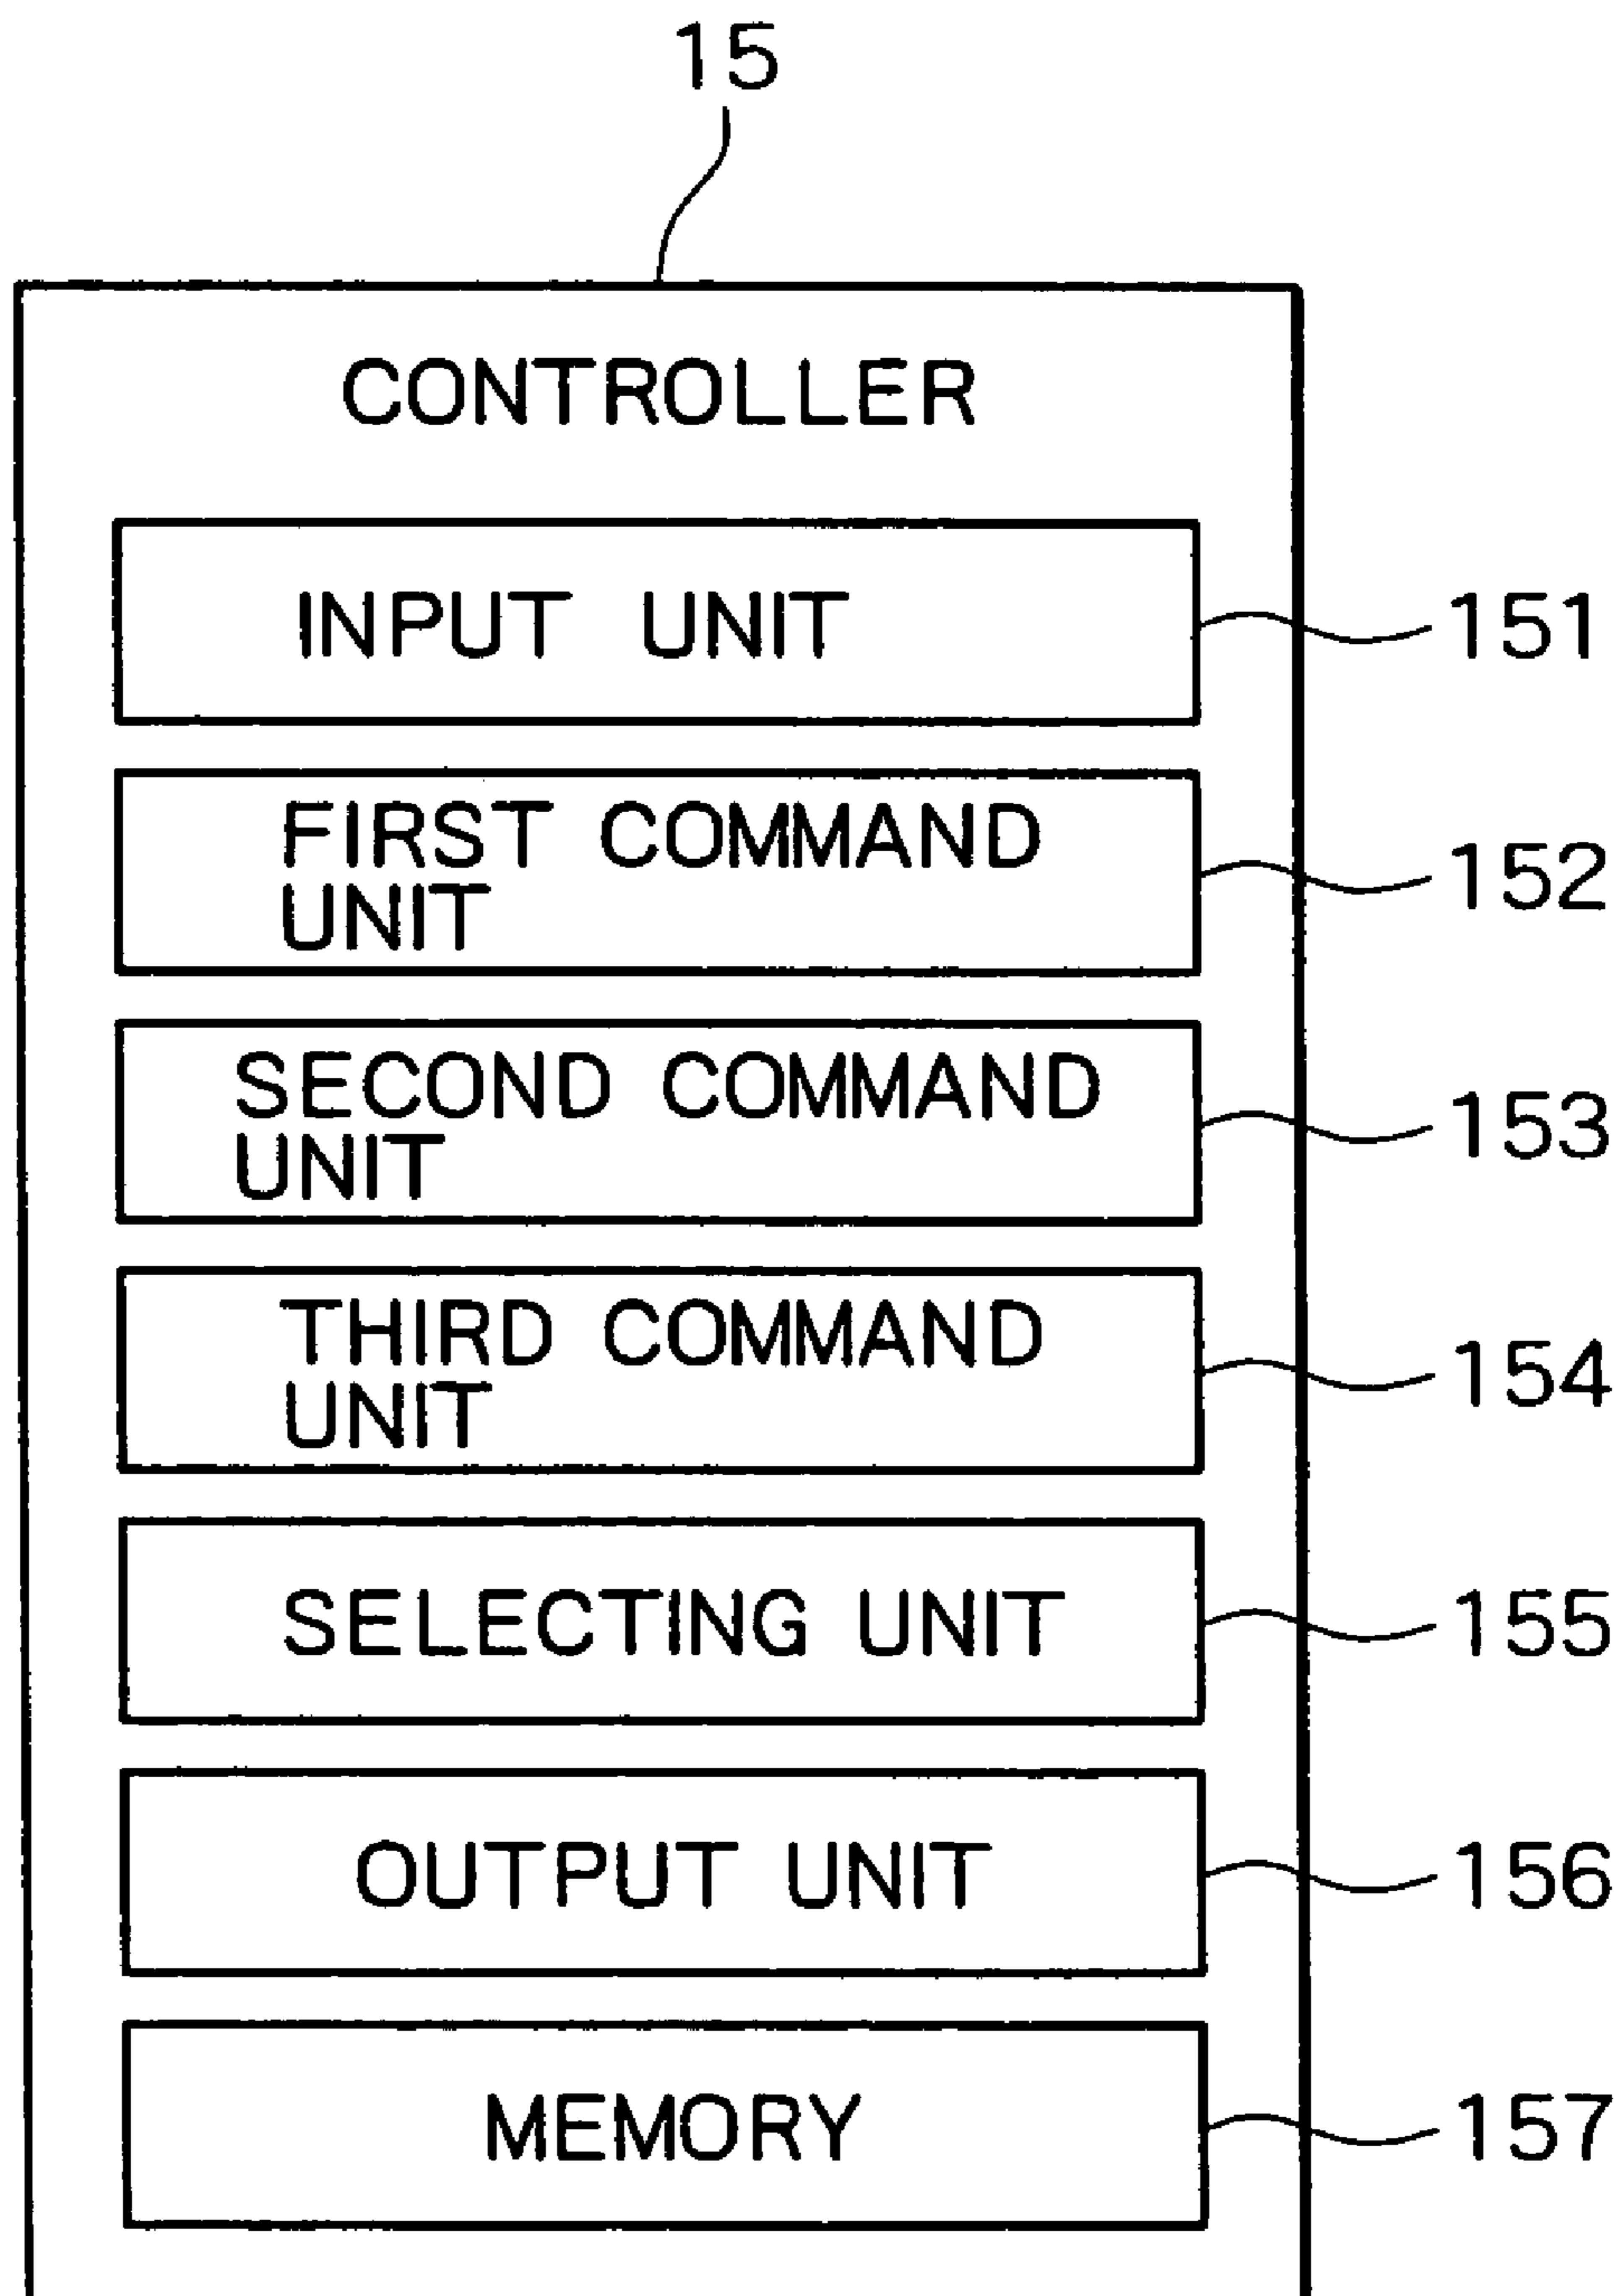 15
CONTROLLER
INPUT UNIT
151
FIRST COMMAND
UNIT
152
SECOND COMMAND
UNIT
153
THIRD COMMAND
UNIT
154
SELECTING UNIT
155
OUTPUT UNIT
156
MEMORY
157